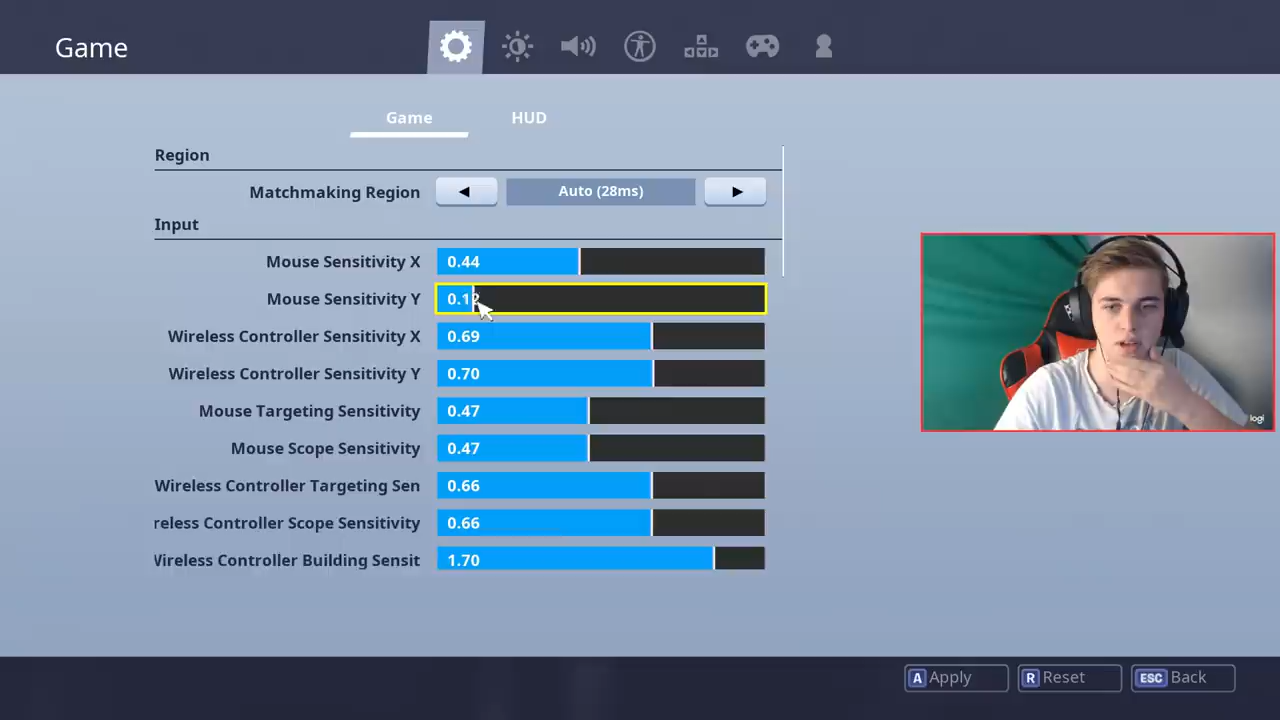 Game
Game HUD
Region
Matchmaking Region ◄ Auto (28ms) ►
Input
Mouse Sensitivity X 0.44
Mouse Sensitivity Y 0.12
Wireless Controller Sensitivity X 0.69
Wireless Controller Sensitivity Y 0.70
Mouse Targeting Sensitivity 0.47
Mouse Scope Sensitivity 0.47
Wireless Controller Targeting Sen 0.66
reless Controller Scope Sensitivity 0.66
Wireless Controller Building Sensit 1.70
logi
A Apply R Reset ESC Back